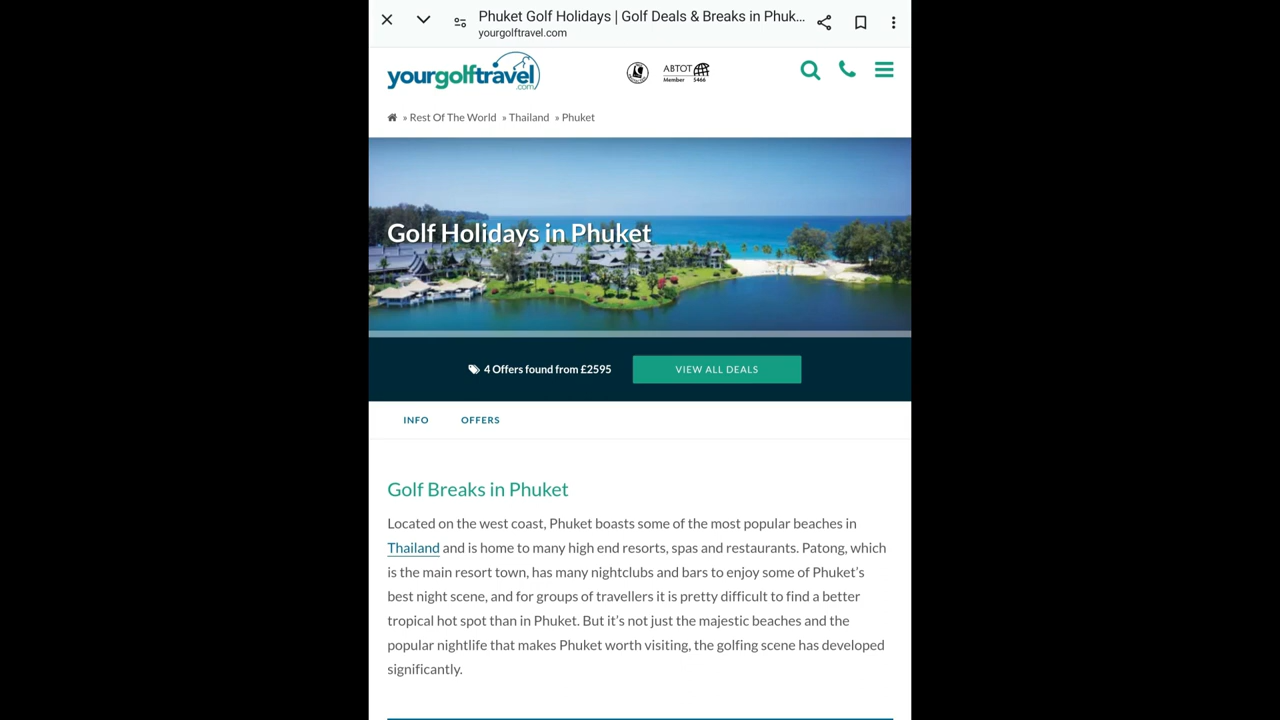 Phuket Golf Holidays | Golf Deals & Breaks in Phuk...
yourgolftravel.com
yourgolftravel
.com
ABTOT
Member 5466
» Rest Of The World » Thailand » Phuket
Golf Holidays in Phuket
4 Offers found from £2595
VIEW ALL DEALS
INFO OFFERS
Golf Breaks in Phuket
Located on the west coast, Phuket boasts some of the most popular beaches in
Thailand and is home to many high end resorts, spas and restaurants. Patong, which
is the main resort town, has many nightclubs and bars to enjoy some of Phuket’s
best night scene, and for groups of travellers it is pretty difficult to find a better
tropical hot spot than in Phuket. But it’s not just the majestic beaches and the
popular nightlife that makes Phuket worth visiting, the golfing scene has developed
significantly.